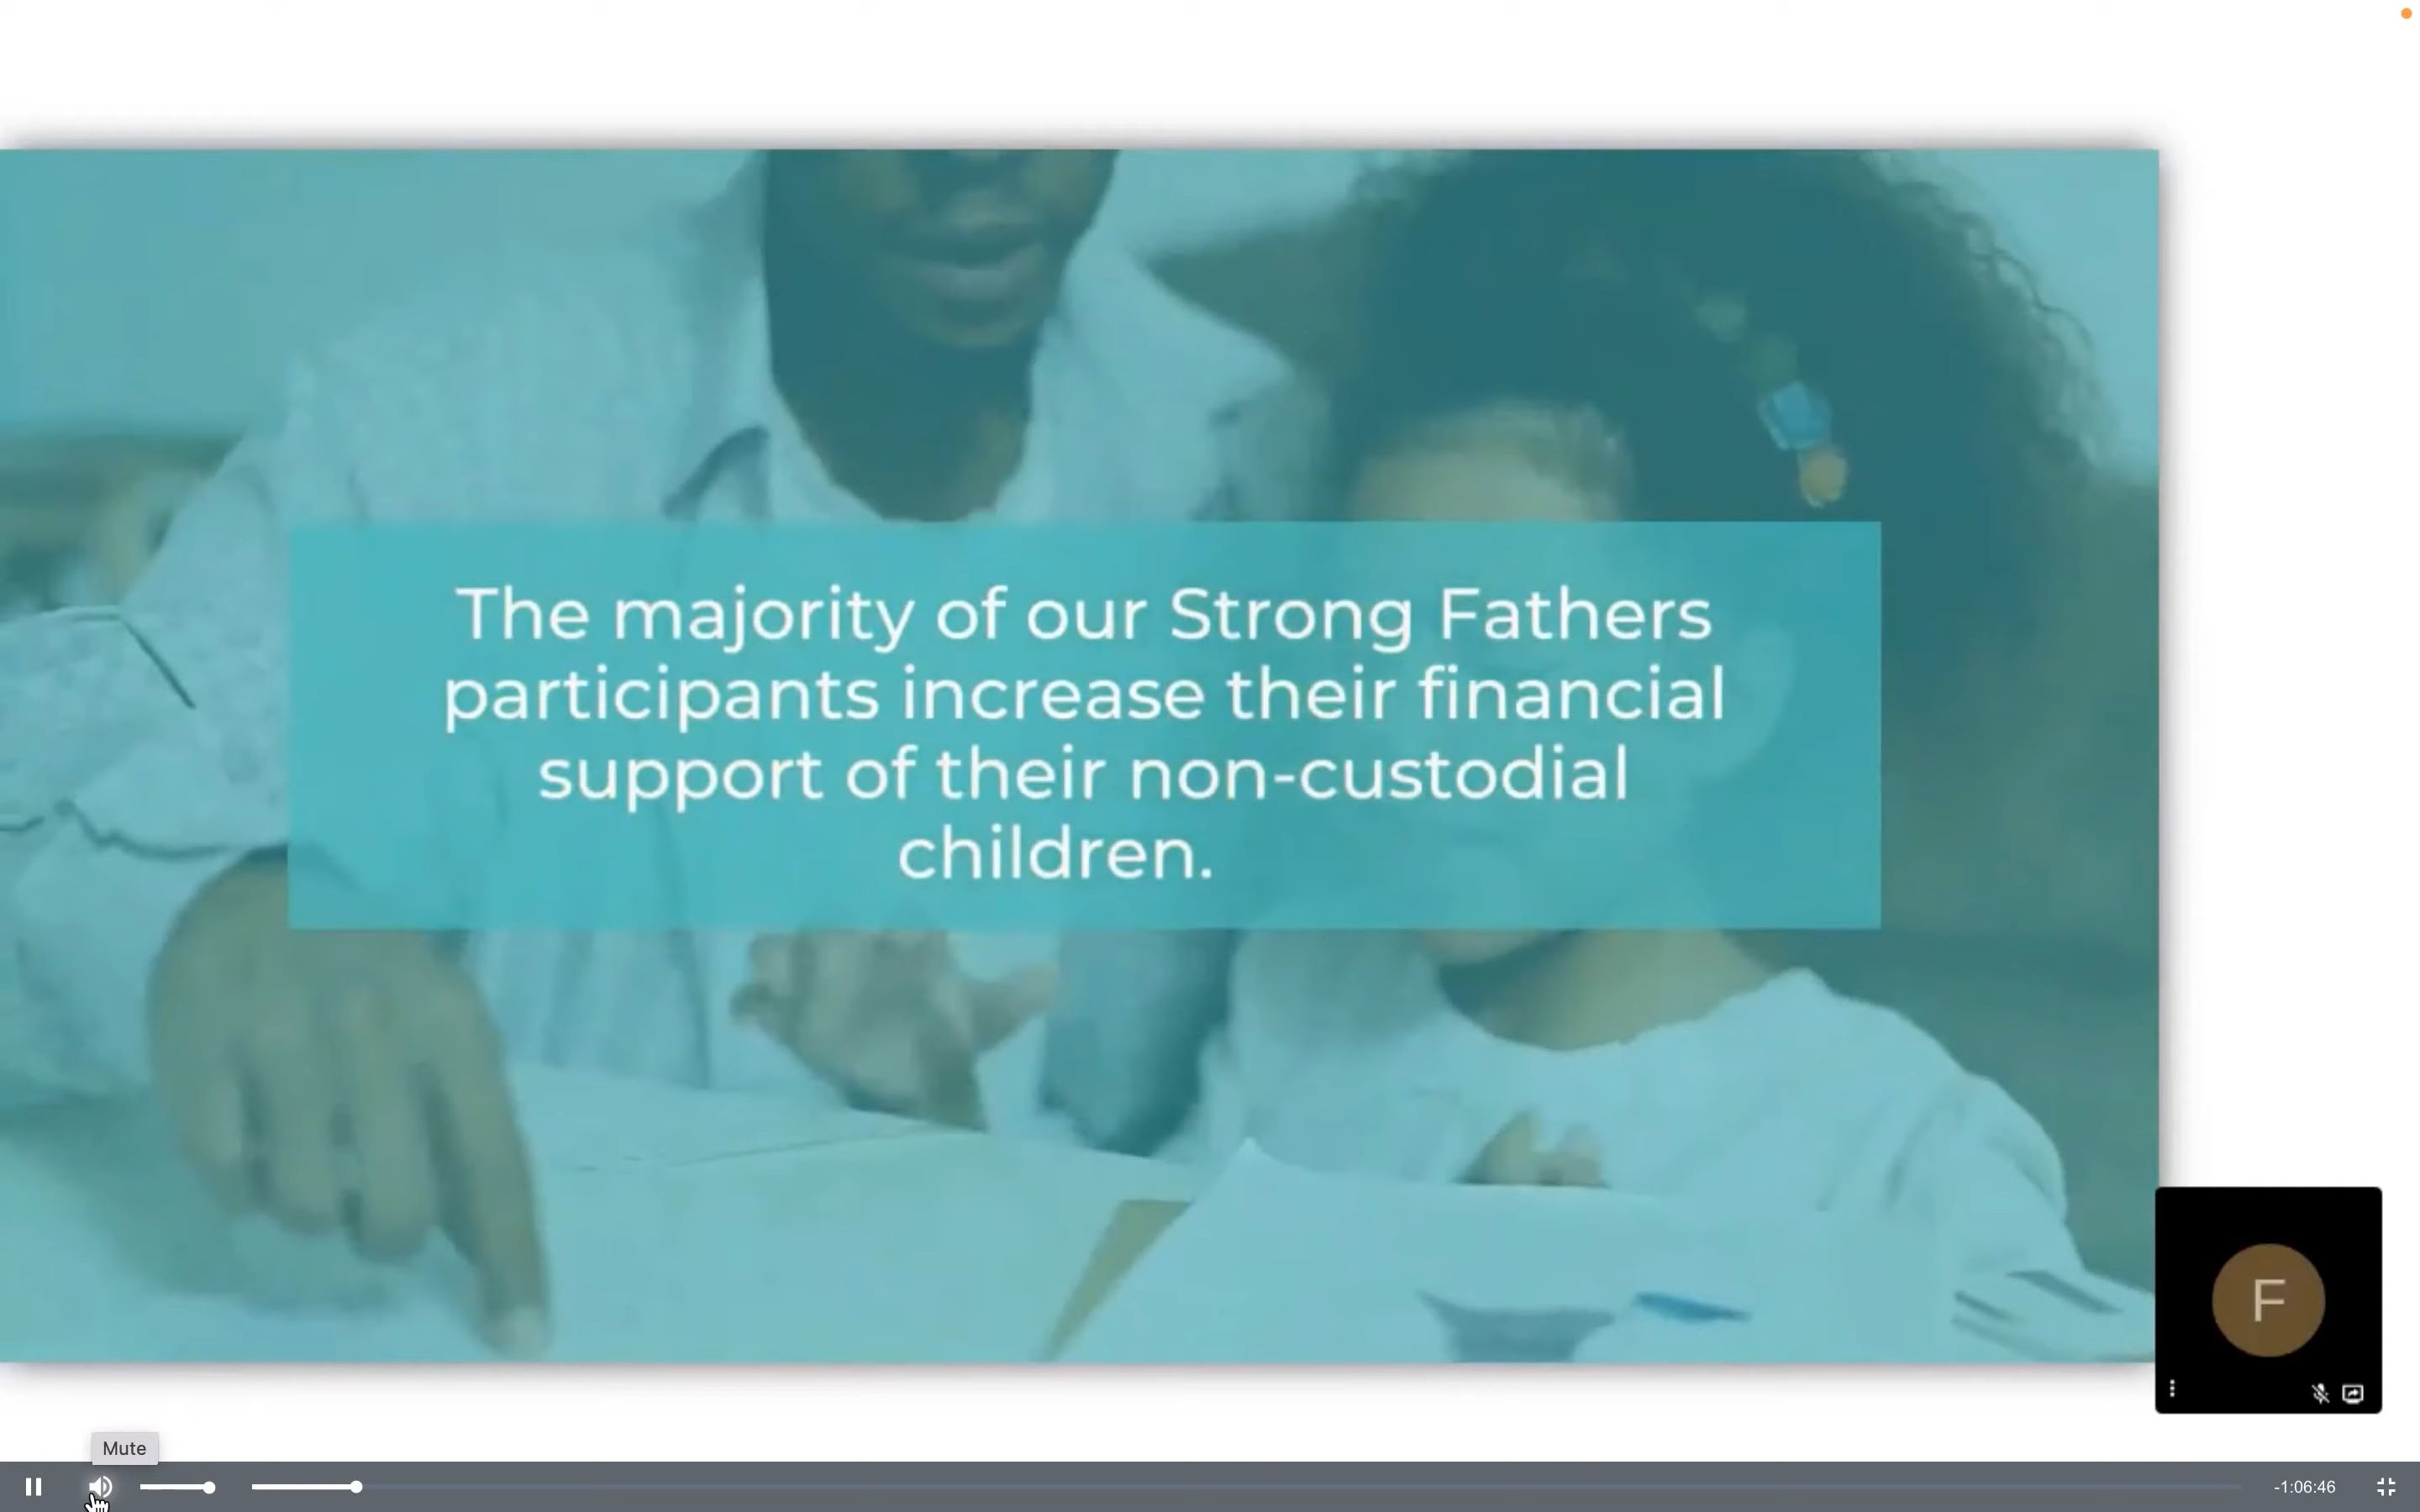 The majority of our Strong Fathers
participants increase their financial
support of their non-custodial
children.
F
Mute
-1:06:46